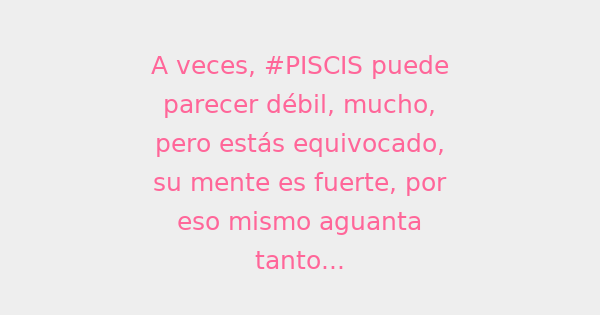 A veces, #PISCIS puede
parecer débil, mucho,
pero estás equivocado,
su mente es fuerte, por
eso mismo aguanta
tanto...